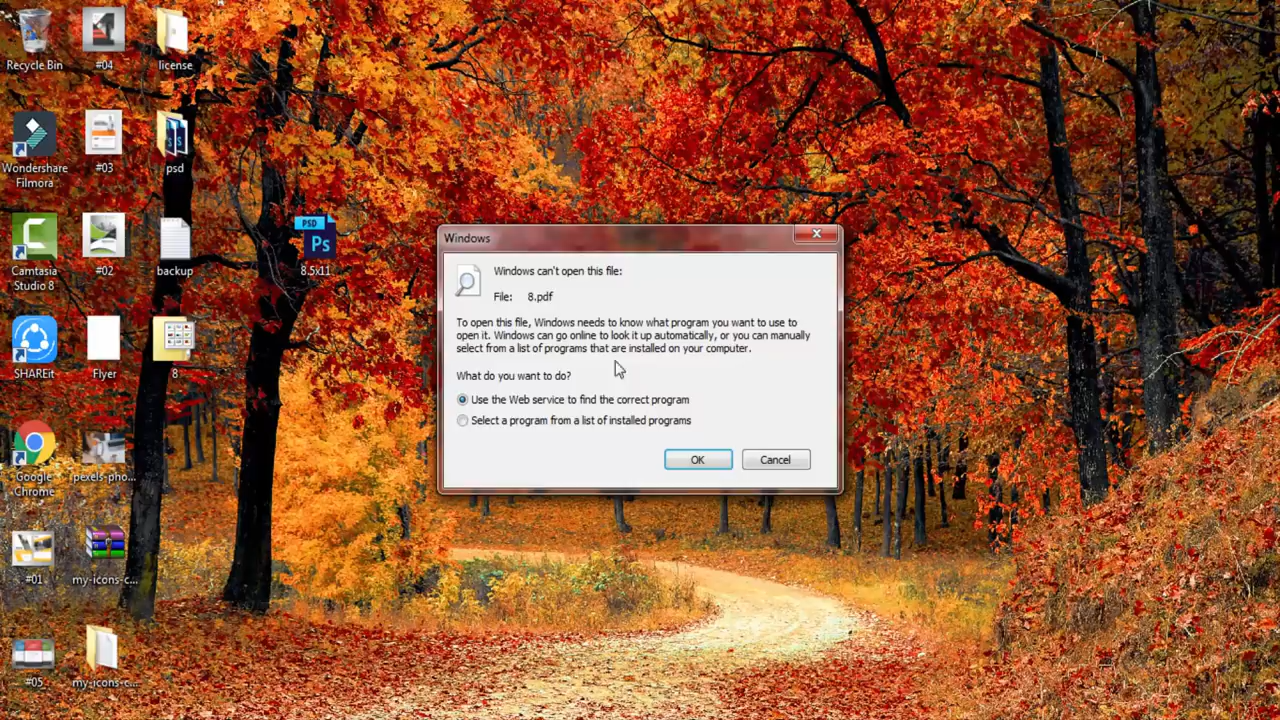 Recycle Bin
#04
license
Wondershare
Filmora
#03
psd
Camtasia
Studio 8
#02
backup
PSD
Ps
8.5x11
SHAREit
Flyer
8
Google
Chrome
pexels-pho...
#01
my-icons-c...
#05
my-icons-c...
Windows
Windows can't open this file:
File: 8.pdf
To open this file, Windows needs to know what program you want to use to
open it. Windows can go online to look it up automatically, or you can manually
select from a list of programs that are installed on your computer.
What do you want to do?
Use the Web service to find the correct program
Select a program from a list of installed programs
OK
Cancel